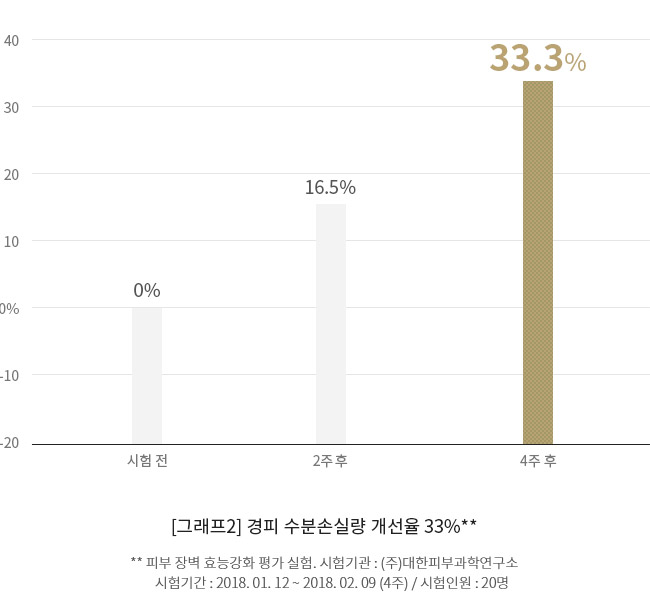 40
33.3%
30
20
16.5%
10
0%
0%
-10
-20
시험 전
2주 후
4주 후
[그래프2] 경피 수분손실량 개선율 33%**
** 피부 장벽 효능강화 평가 실험. 시험기관 : (주)대한피부과학연구소
시험기간 : 2018. 01. 12 ~ 2018. 02. 09 (4주) / 시험인원 : 20명